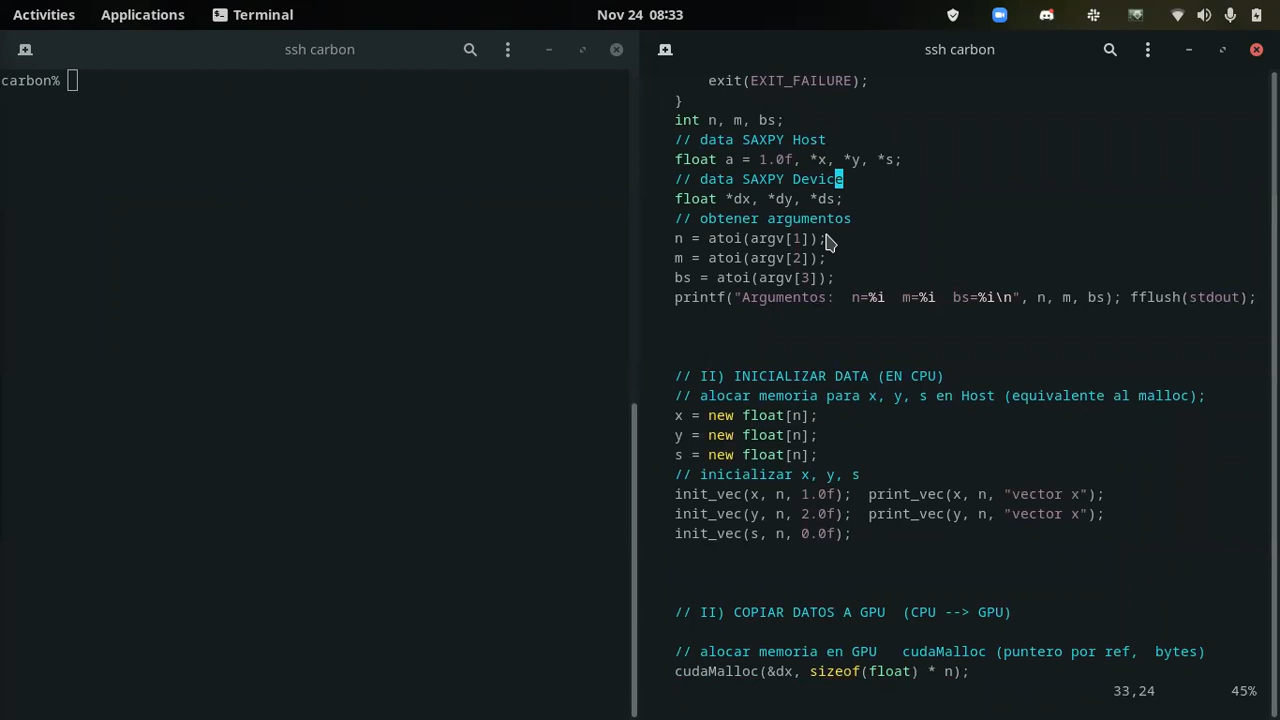 Activities Applications Terminal Nov 24 08:33
ssh carbon
carbon%
ssh carbon
exit(EXIT_FAILURE);
}
int n, m, bs;
// data SAXPY Host
float a = 1.0f, *x, *y, *s;
// data SAXPY Device
float *dx, *dy, *ds;
// obtener argumentos
n = atoi(argv[1]);
m = atoi(argv[2]);
bs = atoi(argv[3]);
printf("Argumentos:  n=%i  m=%i  bs=%i\n", n, m, bs); fflush(stdout);
// II) INICIALIZAR DATA (EN CPU)
// alocar memoria para x, y, s en Host (equivalente al malloc);
x = new float[n];
y = new float[n];
s = new float[n];
// inicializar x, y, s
init_vec(x, n, 1.0f);  print_vec(x, n, "vector x");
init_vec(y, n, 2.0f);  print_vec(y, n, "vector x");
init_vec(s, n, 0.0f);
// II) COPIAR DATOS A GPU  (CPU --> GPU)
// alocar memoria en GPU   cudaMalloc (puntero por ref,  bytes)
cudaMalloc(&dx, sizeof(float) * n);
33,24 45%